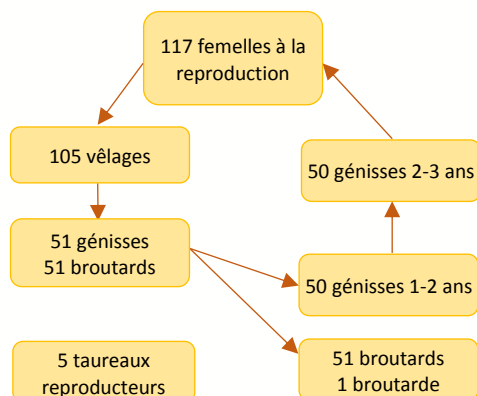 117 femelles à la
reproduction
105 vêlages
50 génisses 2-3 ans
51 génisses
51 broutards
50 génisses 1-2 ans
5 taureaux
reproducteurs
51 broutards
1 broutarde